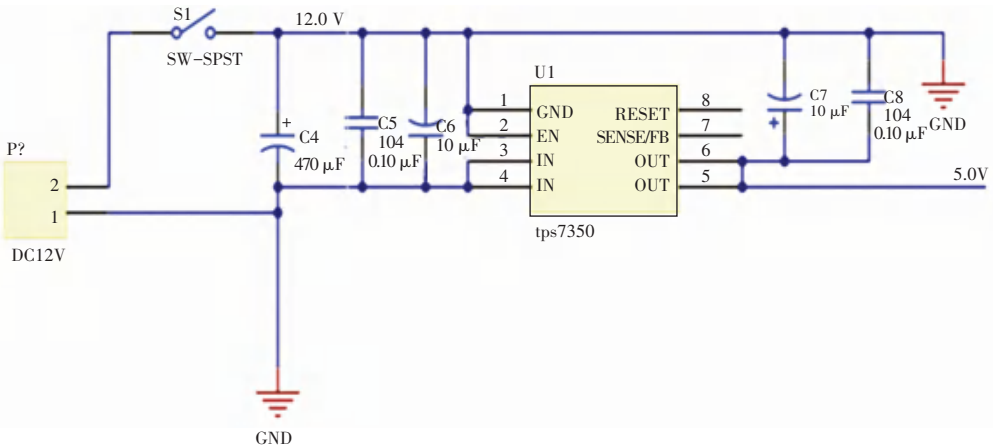 S1
12.0 V
SW-SPST
U1
1
GND
RESET
8
2
EN
SENSE/FB
7
3
IN
OUT
6
4
IN
OUT
5
tps7350
+
C4
470 μF
C5
104
0.10 μF
C6
10 μF
C7
10 μF
+
C8
104
0.10 μF
GND
5.0V
P?
2
1
DC12V
GND